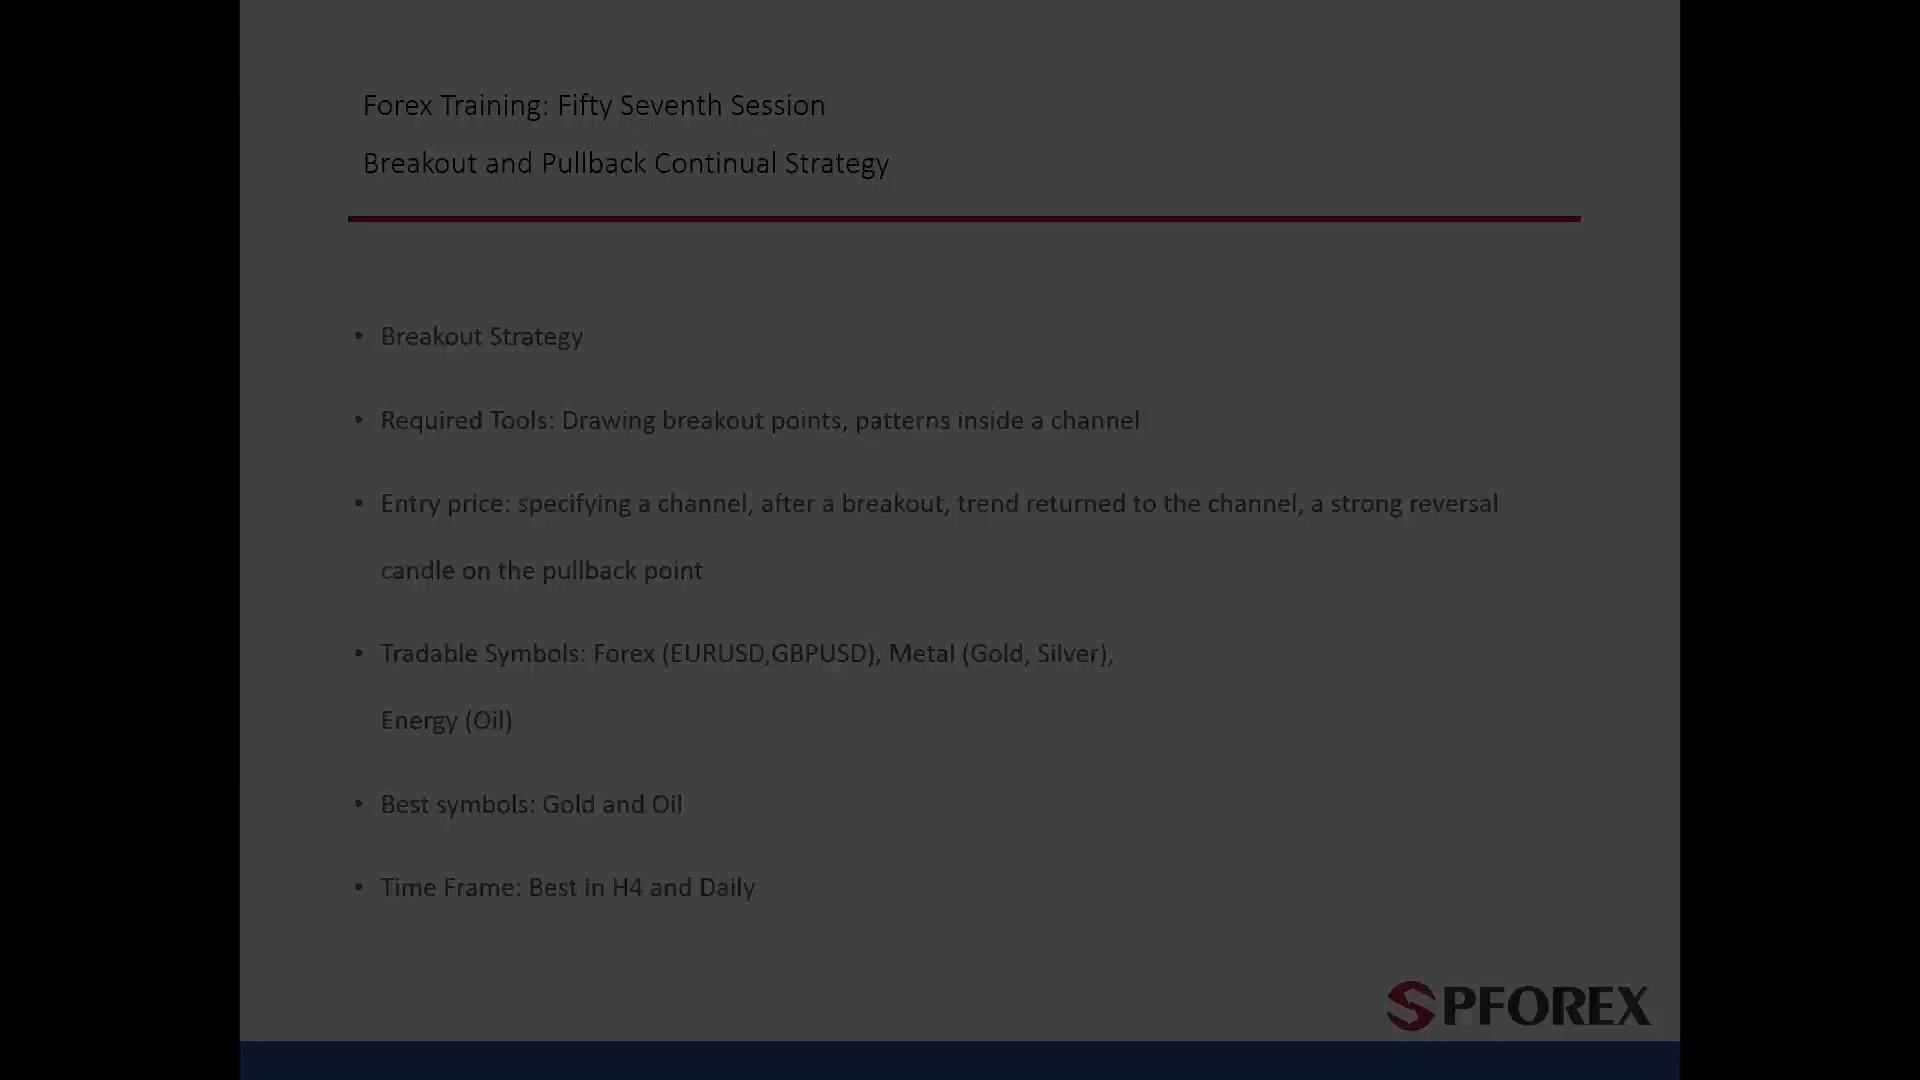 Forex Training: Fifty Seventh Session
Breakout and Pullback Continual Strategy
• Breakout Strategy
• Required Tools: Drawing breakout points, patterns inside a channel
• Entry price: specifying a channel, after a breakout, trend returned to the channel, a strong reversal
candle on the pullback point
• Tradable Symbols: Forex (EURUSD,GBPUSD), Metal (Gold, Silver),
Energy (Oil)
• Best symbols: Gold and Oil
• Time Frame: Best in H4 and Daily
SPFOREX